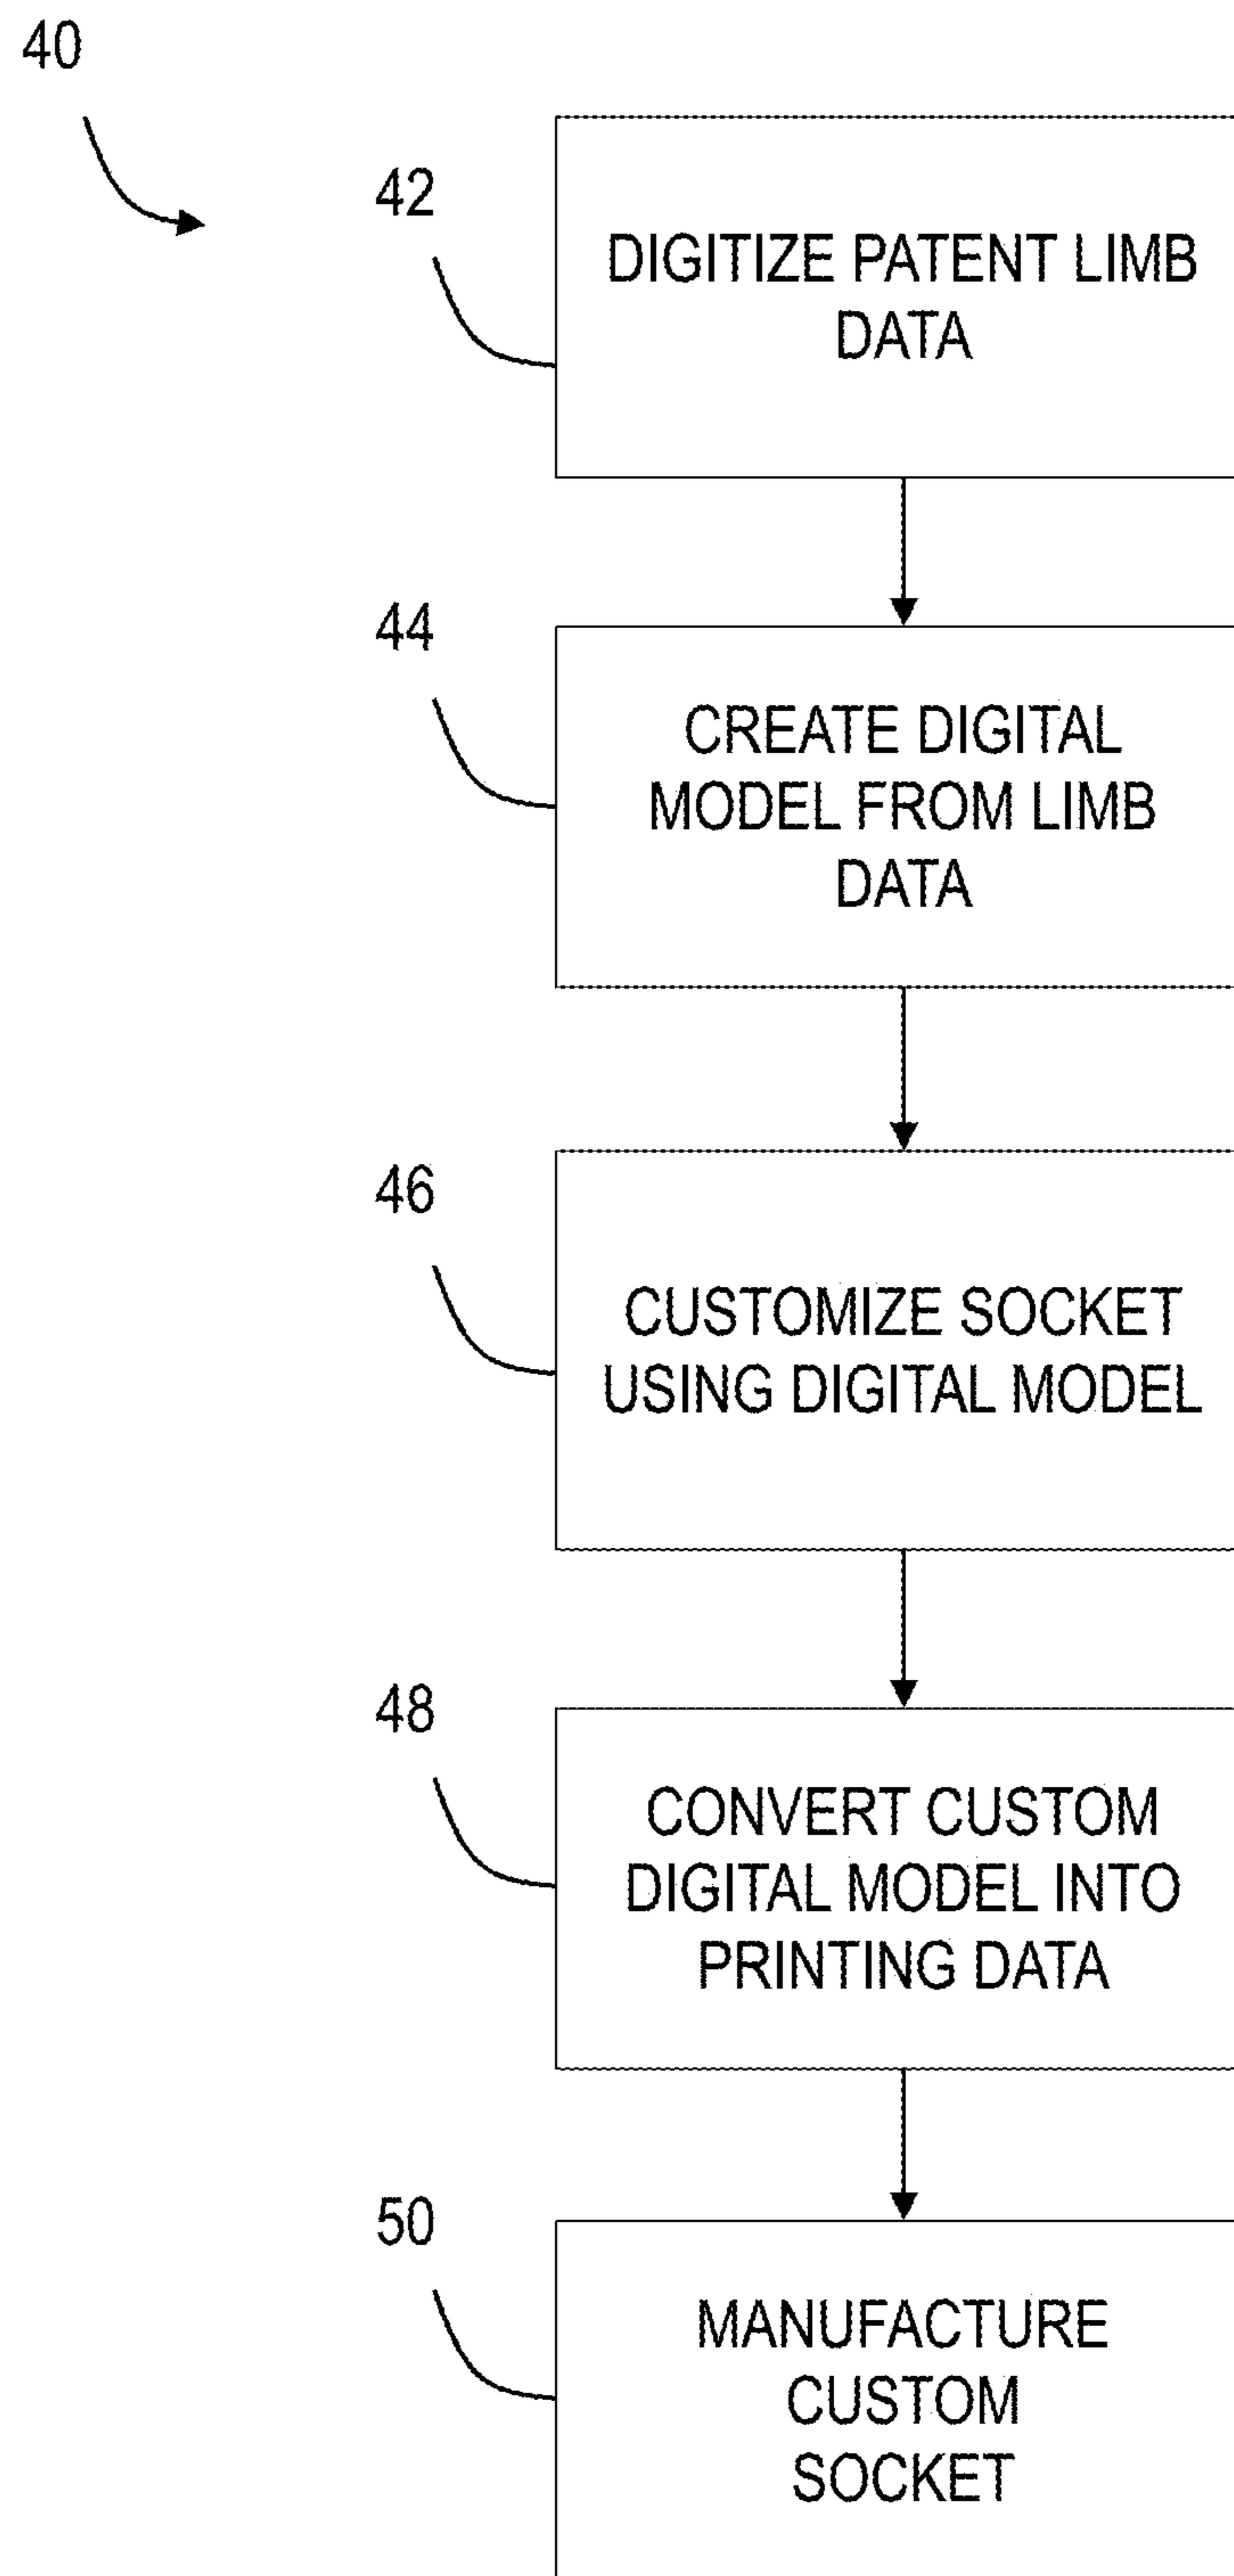 40
42
DIGITIZE PATENT LIMB
DATA
44
CREATE DIGITAL
MODEL FROM LIMB
DATA
46
CUSTOMIZE SOCKET
USING DIGITAL MODEL
48
CONVERT CUSTOM
DIGITAL MODEL INTO
PRINTING DATA
50
MANUFACTURE
CUSTOM
SOCKET